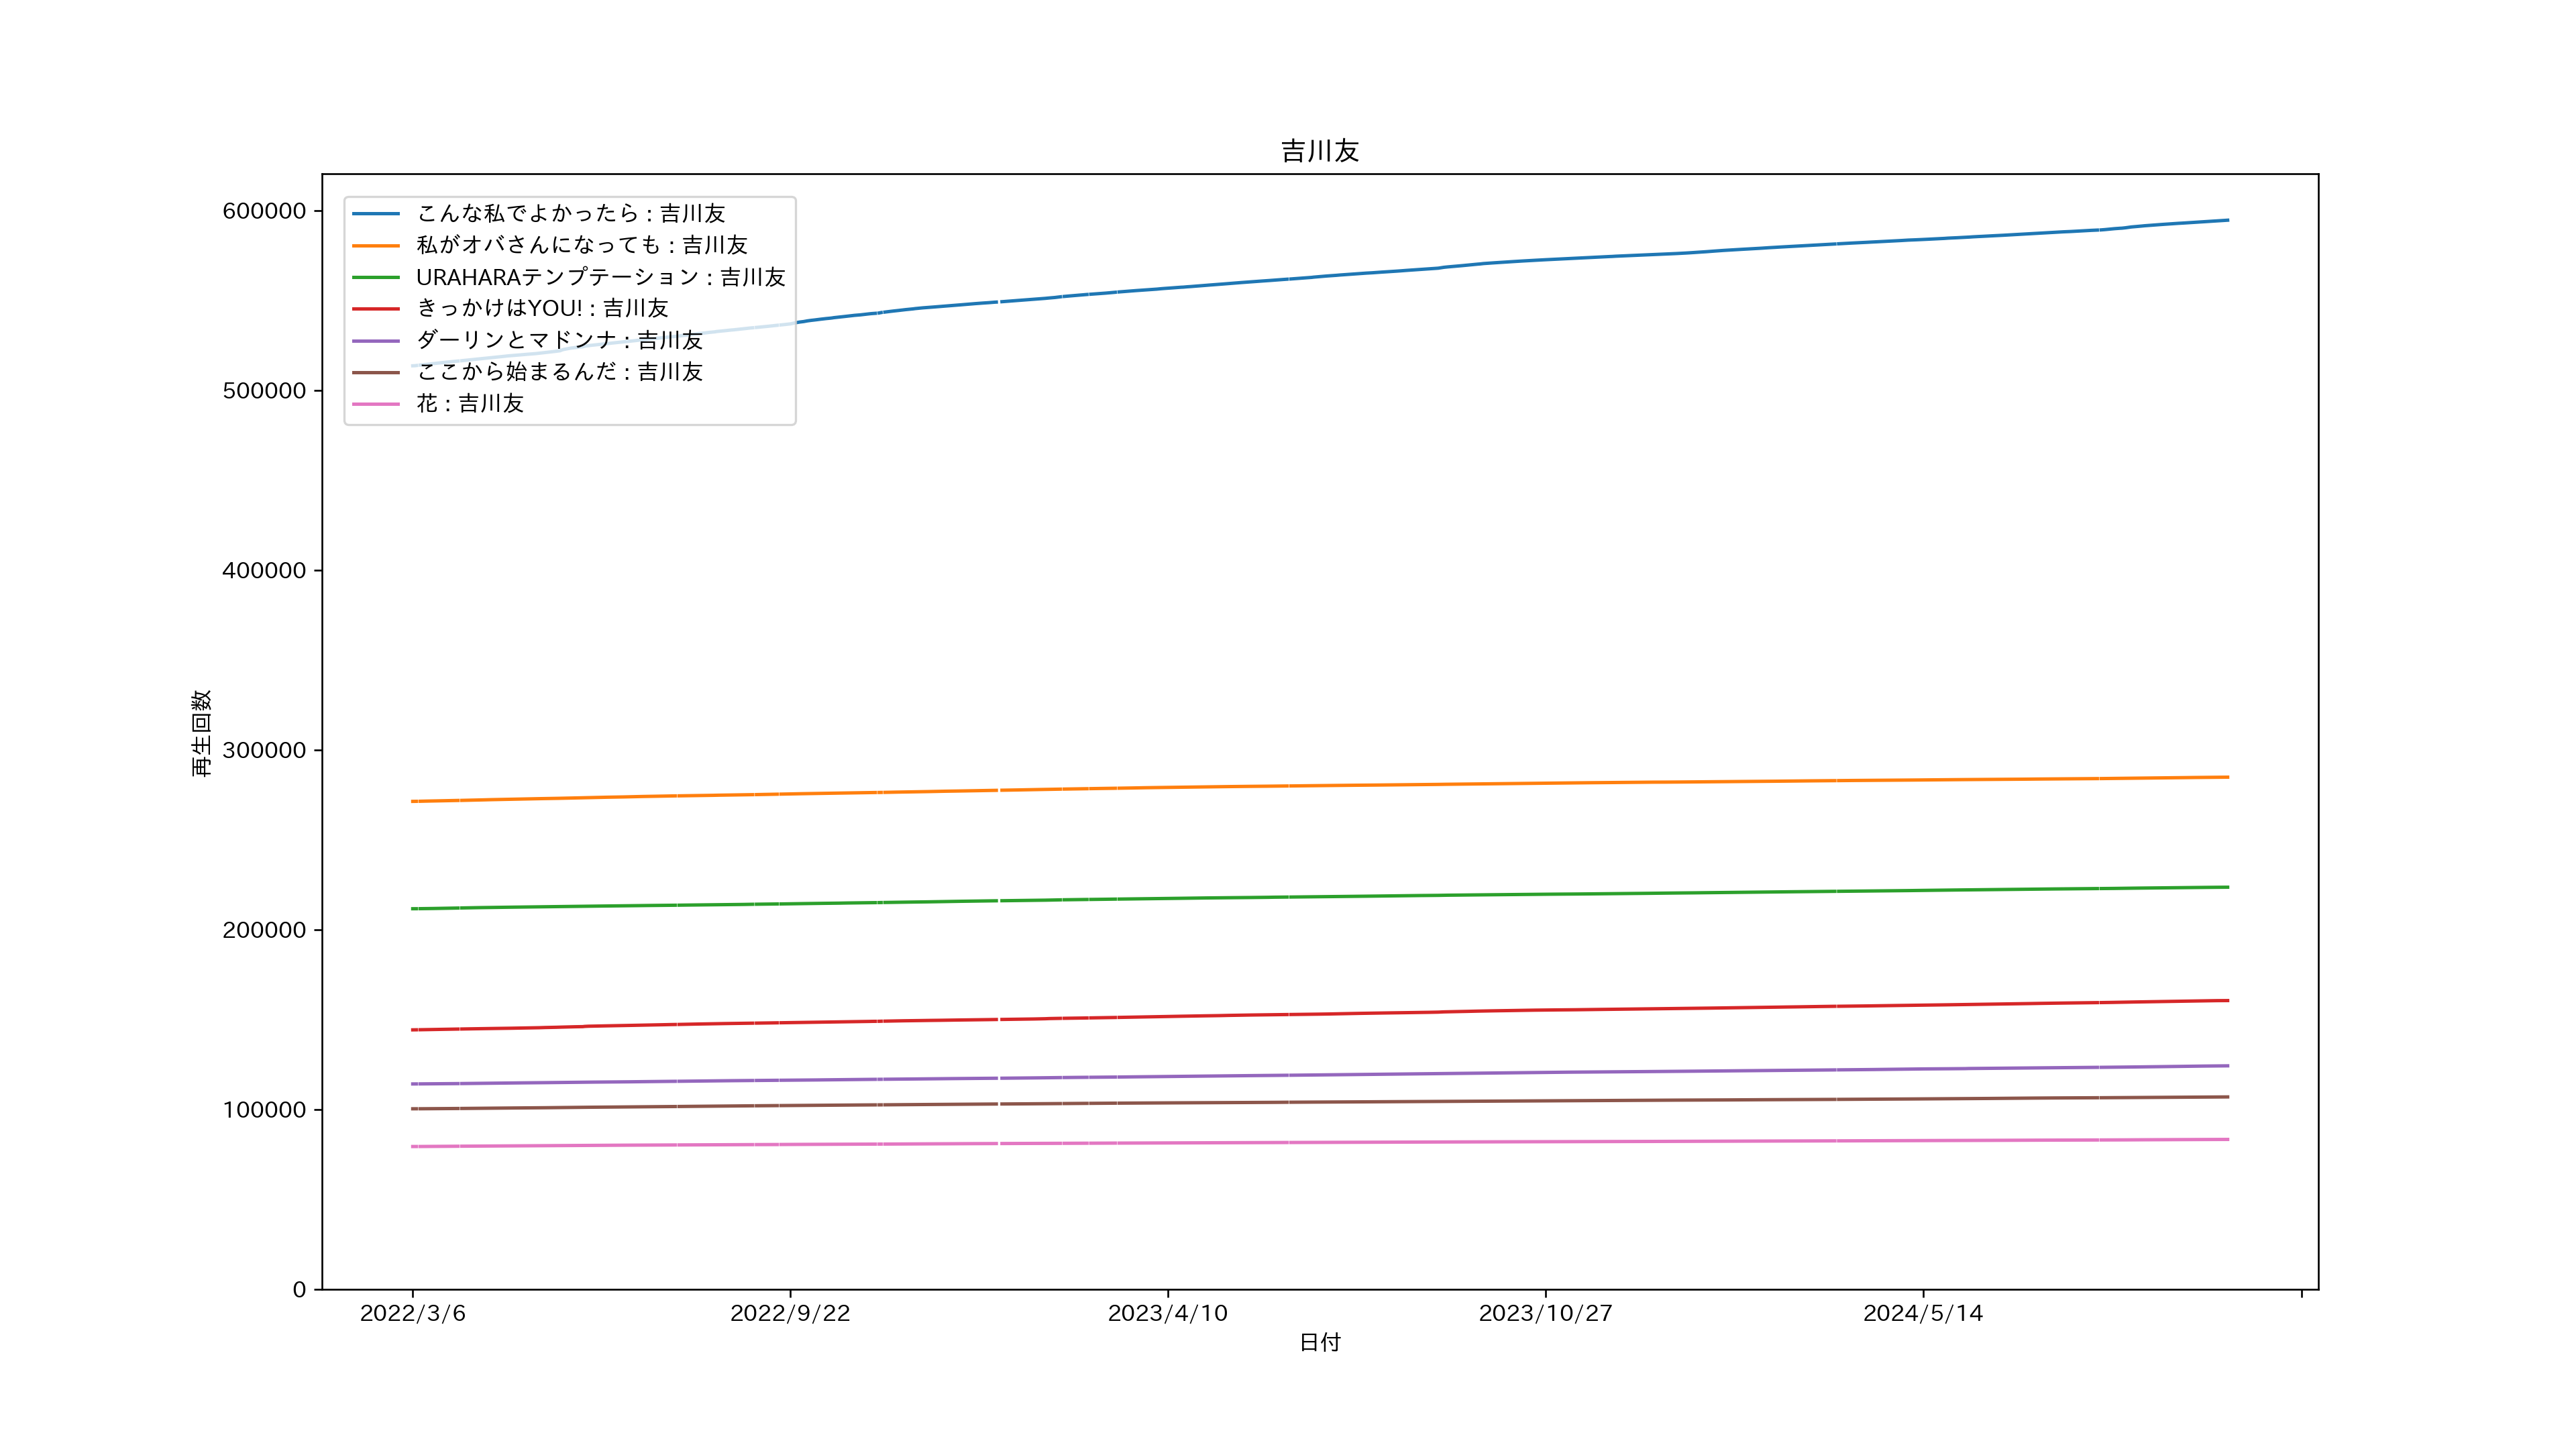 吉川友
こんな私でよかったら : 吉川友
私がオバさんになっても : 吉川友
URAHARAテンプテーション : 吉川友
きっかけはYOU! : 吉川友
ダーリンとマドンナ : 吉川友
ここから始まるんだ : 吉川友
花 : 吉川友
600000
500000
400000
300000
200000
100000
0
再生回数
2022/3/6
2022/9/22
2023/4/10
2023/10/27
2024/5/14
日付